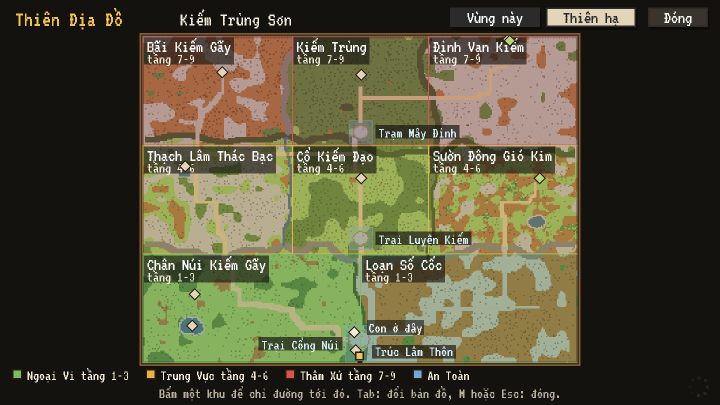 Thiên Địa Đồ
Kiếm Trủng Sơn
Vùng này
Thiên hạ
Đóng
Bãi Kiếm Gãy
tầng 7-9
Kiếm Trủng
tầng 7-9
Đỉnh Vạn Kiếm
tầng 7-9
Trạm Mây Đỉnh
Thạch Lâm Thác Bạc
tầng 4-6
Cổ Kiếm Đạo
tầng 4-6
Sườn Đông Gió Kim
tầng 4-6
Trại Luyện Kiếm
Chân Núi Kiếm Gãy
tầng 1-3
Loạn Số Cốc
tầng 1-3
Con ở đây
Trại Cổng Núi
Trúc Lâm Thôn
Ngoại Vi tầng 1-3
Trung Vực tầng 4-6
Thâm Xứ tầng 7-9
An Toàn
Bấm một khu để chỉ đường tới đó. Tab: đổi bản đồ, M hoặc Esc: đóng.